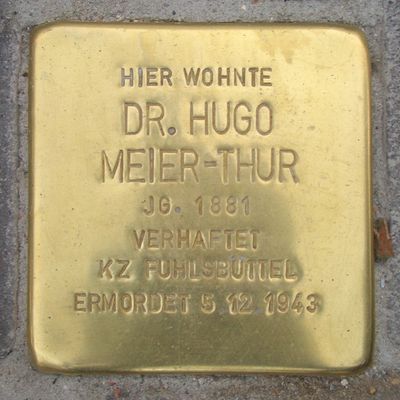 HIER WOHNTE
DR. HUGO
MEIER-THUR
JG. 1881
VERHAFTET
KZ FUHLSBÜTTEL
ERMORDET 5.12.1943